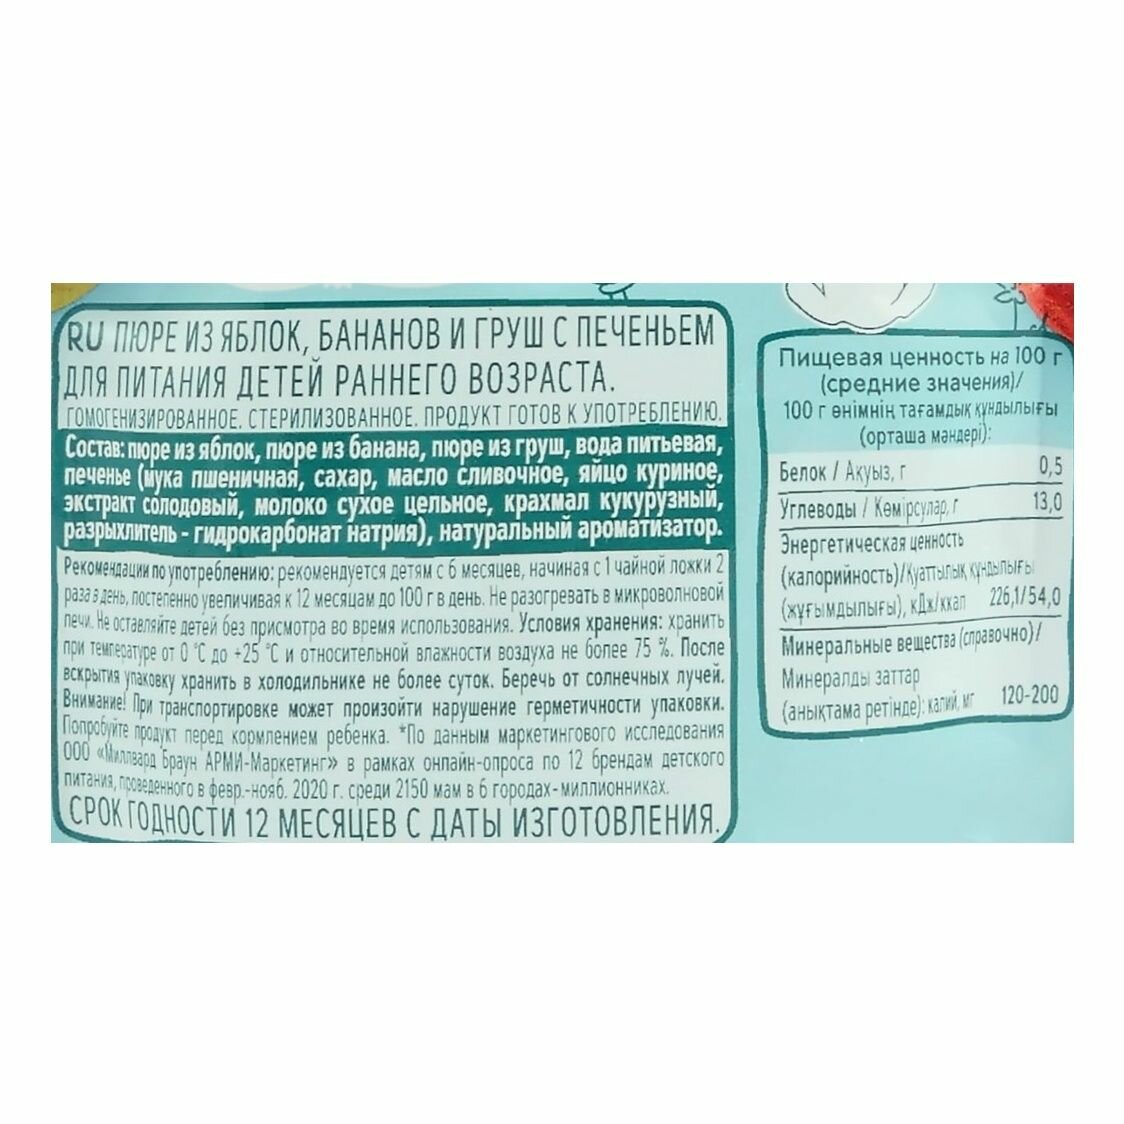 RU ПЮРЕ ИЗ ЯБЛОК, БАНАНОВ И ГРУШ С ПЕЧЕНЬЕМ
ДЛЯ ПИТАНИЯ ДЕТЕЙ РАННЕГО ВОЗРАСТА.
ГОМОГЕНИЗИРОВАННОЕ. СТЕРИЛИЗОВАННОЕ. ПРОДУКТ ГОТОВ К УПОТРЕБЛЕНИЮ.
Состав: пюре из яблок, пюре из банана, пюре из груш, вода питьевая,
печенье (мука пшеничная, сахар, масло сливочное, яйцо куриное,
экстракт солодовый, молоко сухое цельное, крахмал кукурузный,
разрыхлитель - гидрокарбонат натрия), натуральный ароматизатор.
Рекомендации по употреблению: рекомендуется детям с 6 месяцев, начиная с 1 чайной ложки 2
раза в день, постепенно увеличивая к 12 месяцам до 100 г в день. Не разогревать в микроволновой
печи. Не оставляйте детей без присмотра во время использования. Условия хранения: хранить
при температуре от 0 °C до +25 °C и относительной влажности воздуха не более 75 %. После
вскрытия упаковку хранить в холодильнике не более суток. Беречь от солнечных лучей.
Внимание! При транспортировке может произойти нарушение герметичности упаковки.
Попробуйте продукт перед кормлением ребенка. *По данным маркетингового исследования
ООО «Миллвард Браун АРМИ-Маркетинг» в рамках онлайн-опроса по 12 брендам детского
питания, проведенного в февр.-нояб. 2020 г. среди 2150 мам в 6 городах-миллионниках.
СРОК ГОДНОСТИ 12 МЕСЯЦЕВ С ДАТЫ ИЗГОТОВЛЕНИЯ.
Пищевая ценность на 100 г
(средние значения)/
100 г өнімнің тағамдық құндылығы
(орташа мәндері):
Белок / Ақуыз, г 0,5
Углеводы / Көмірсулар, г 13,0
Энергетическая ценность
(калорийность)/Қуаттылық құндылығы
(жұғымдылығы), кДж/ккал 226,1/54,0
Минеральные вещества (справочно)/
Минералды заттар
(анықтама ретінде): калий, мг 120-200